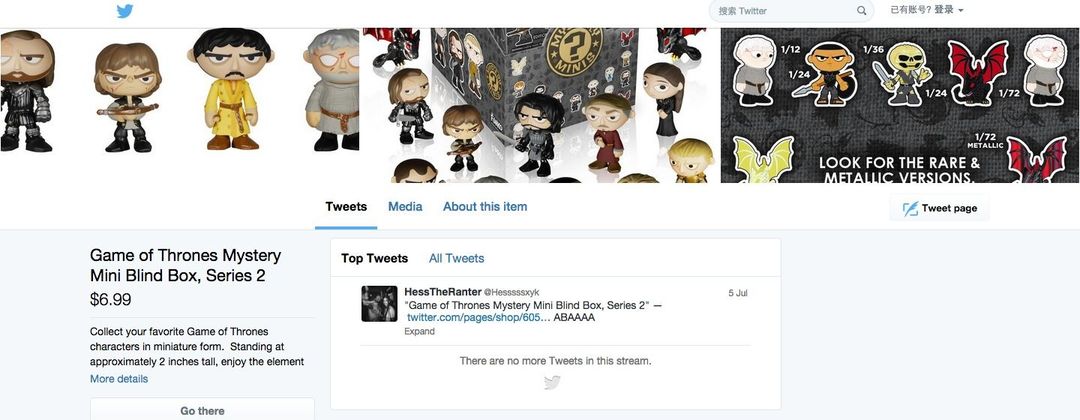 搜索 Twitter
已有账号? 登录
MINIS
?
1/12
1/24
1/36
1/24
1/72
1/72
METALLIC
LOOK FOR THE RARE &
METALLIC VERSIONS.
Tweets
Media
About this item
Tweet page
Game of Thrones Mystery
Mini Blind Box, Series 2
$6.99
Collect your favorite Game of Thrones
characters in miniature form. Standing at
approximately 2 inches tall, enjoy the element
More details
Go there
Top Tweets
All Tweets
HessTheRanter @Hesssssxyk
5 Jul
"Game of Thrones Mystery Mini Blind Box, Series 2" —
twitter.com/pages/shop/605… ABAAAA
Expand
There are no more Tweets in this stream.